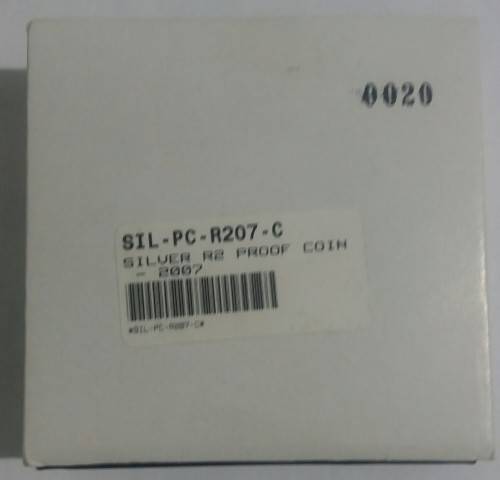 0020
SIL-PC-R207-C
SILVER R2 PROOF COIN
- 2007
*SIL-PC-R207-C*